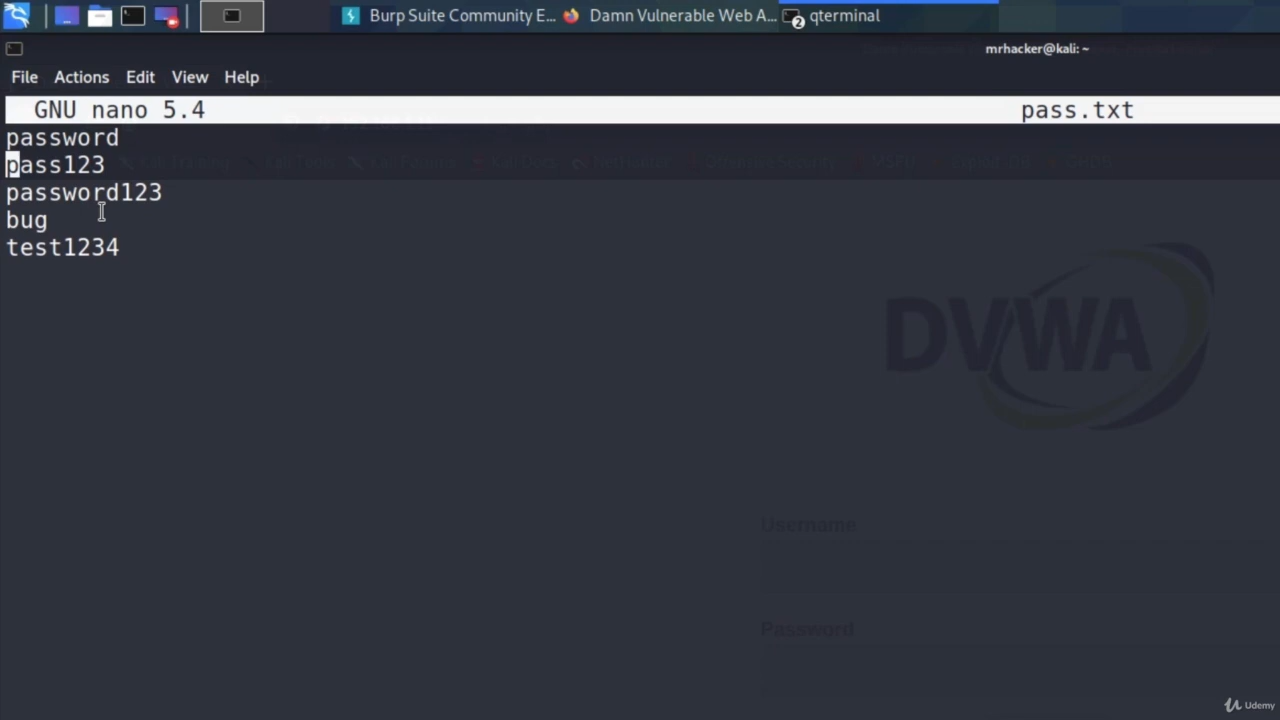 Burp Suite Community E...
Damn Vulnerable Web A...
2
qterminal
mrhacker@kali: ~
File Actions Edit View Help
GNU nano 5.4 pass.txt
password
pass123
password123
bug
test1234
DVWA
Username
Password
Udemy